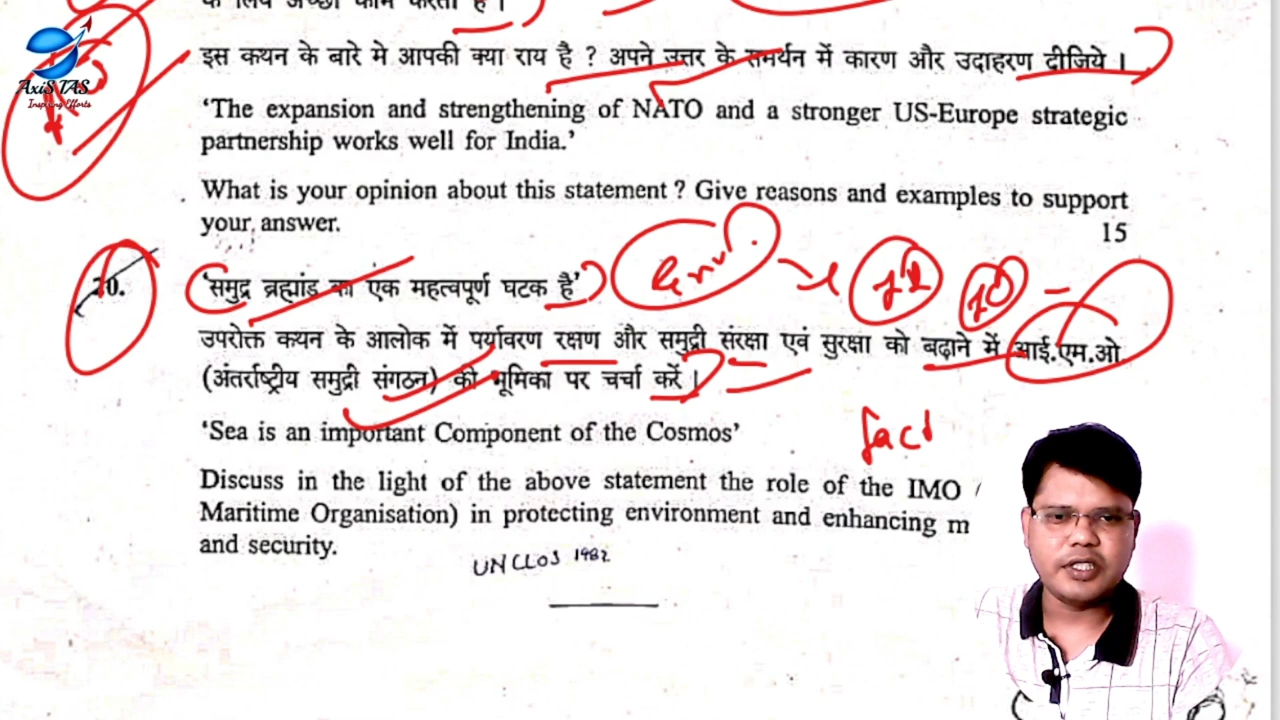 के लिये अच्छा काम करता है।
AxiSTAS
Inspiring Efforts
इस कथन के बारे मे आपकी क्या राय है ? अपने उत्तर के समर्थन में कारण और उदाहरण दीजिये ।
‘The expansion and strengthening of NATO and a stronger US-Europe strategic
partnership works well for India.’
What is your opinion about this statement ? Give reasons and examples to support
your answer. 15
20. ‘समुद्र ब्रह्मांड का एक महत्वपूर्ण घटक है’
उपरोक्त कथन के आलोक में पर्यावरण रक्षण और समुद्री संरक्षा एवं सुरक्षा को बढ़ाने में आई.एम.ओ.
(अंतर्राष्ट्रीय समुद्री संगठन) की भूमिका पर चर्चा करें ।
‘Sea is an important Component of the Cosmos’
fact
Discuss in the light of the above statement the role of the IMO (
Maritime Organisation) in protecting environment and enhancing m
and security.
UNCLOS 1982